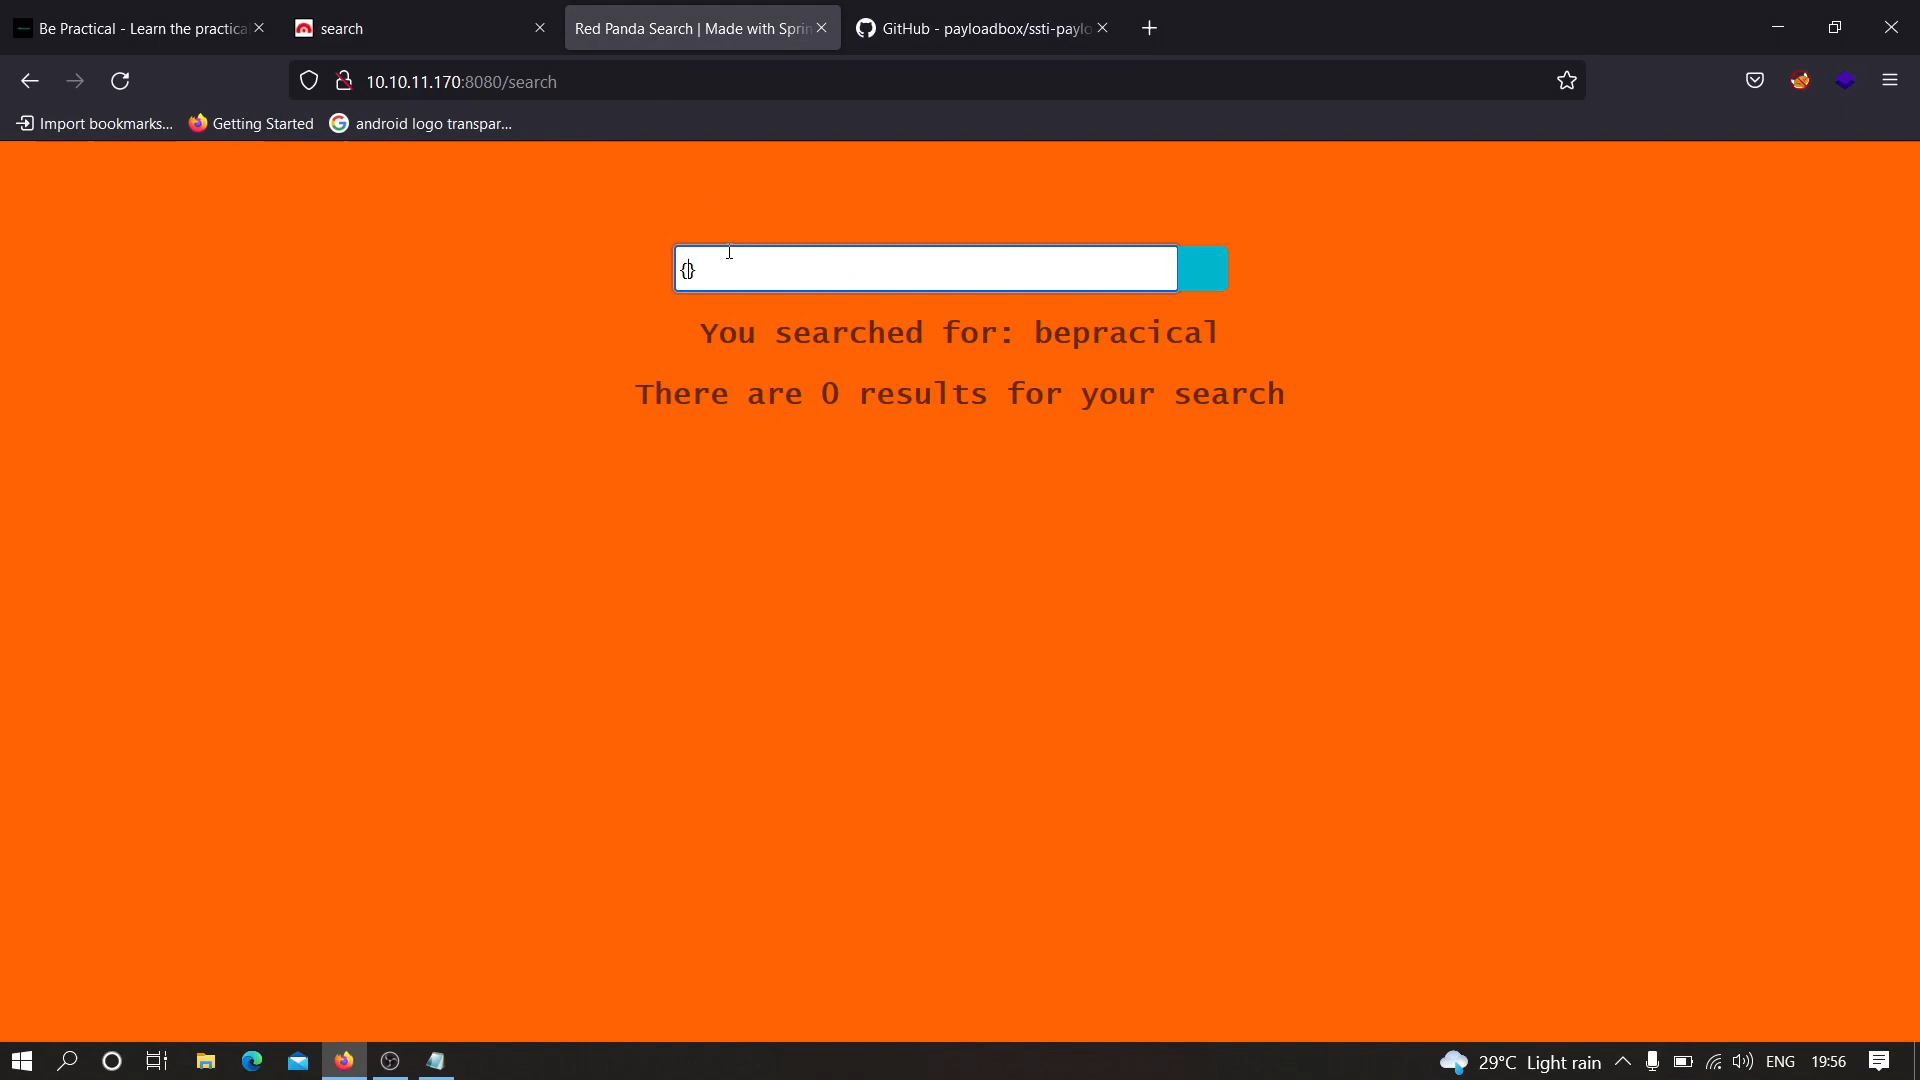 Be Practical - Learn the practica
search
Red Panda Search | Made with Sprin
GitHub - payloadbox/ssti-paylo
10.10.11.170:8080/search
Import bookmarks...
Getting Started
android logo transpar...
{}
You searched for: bepracical
There are 0 results for your search
29°C Light rain
ENG
19:56